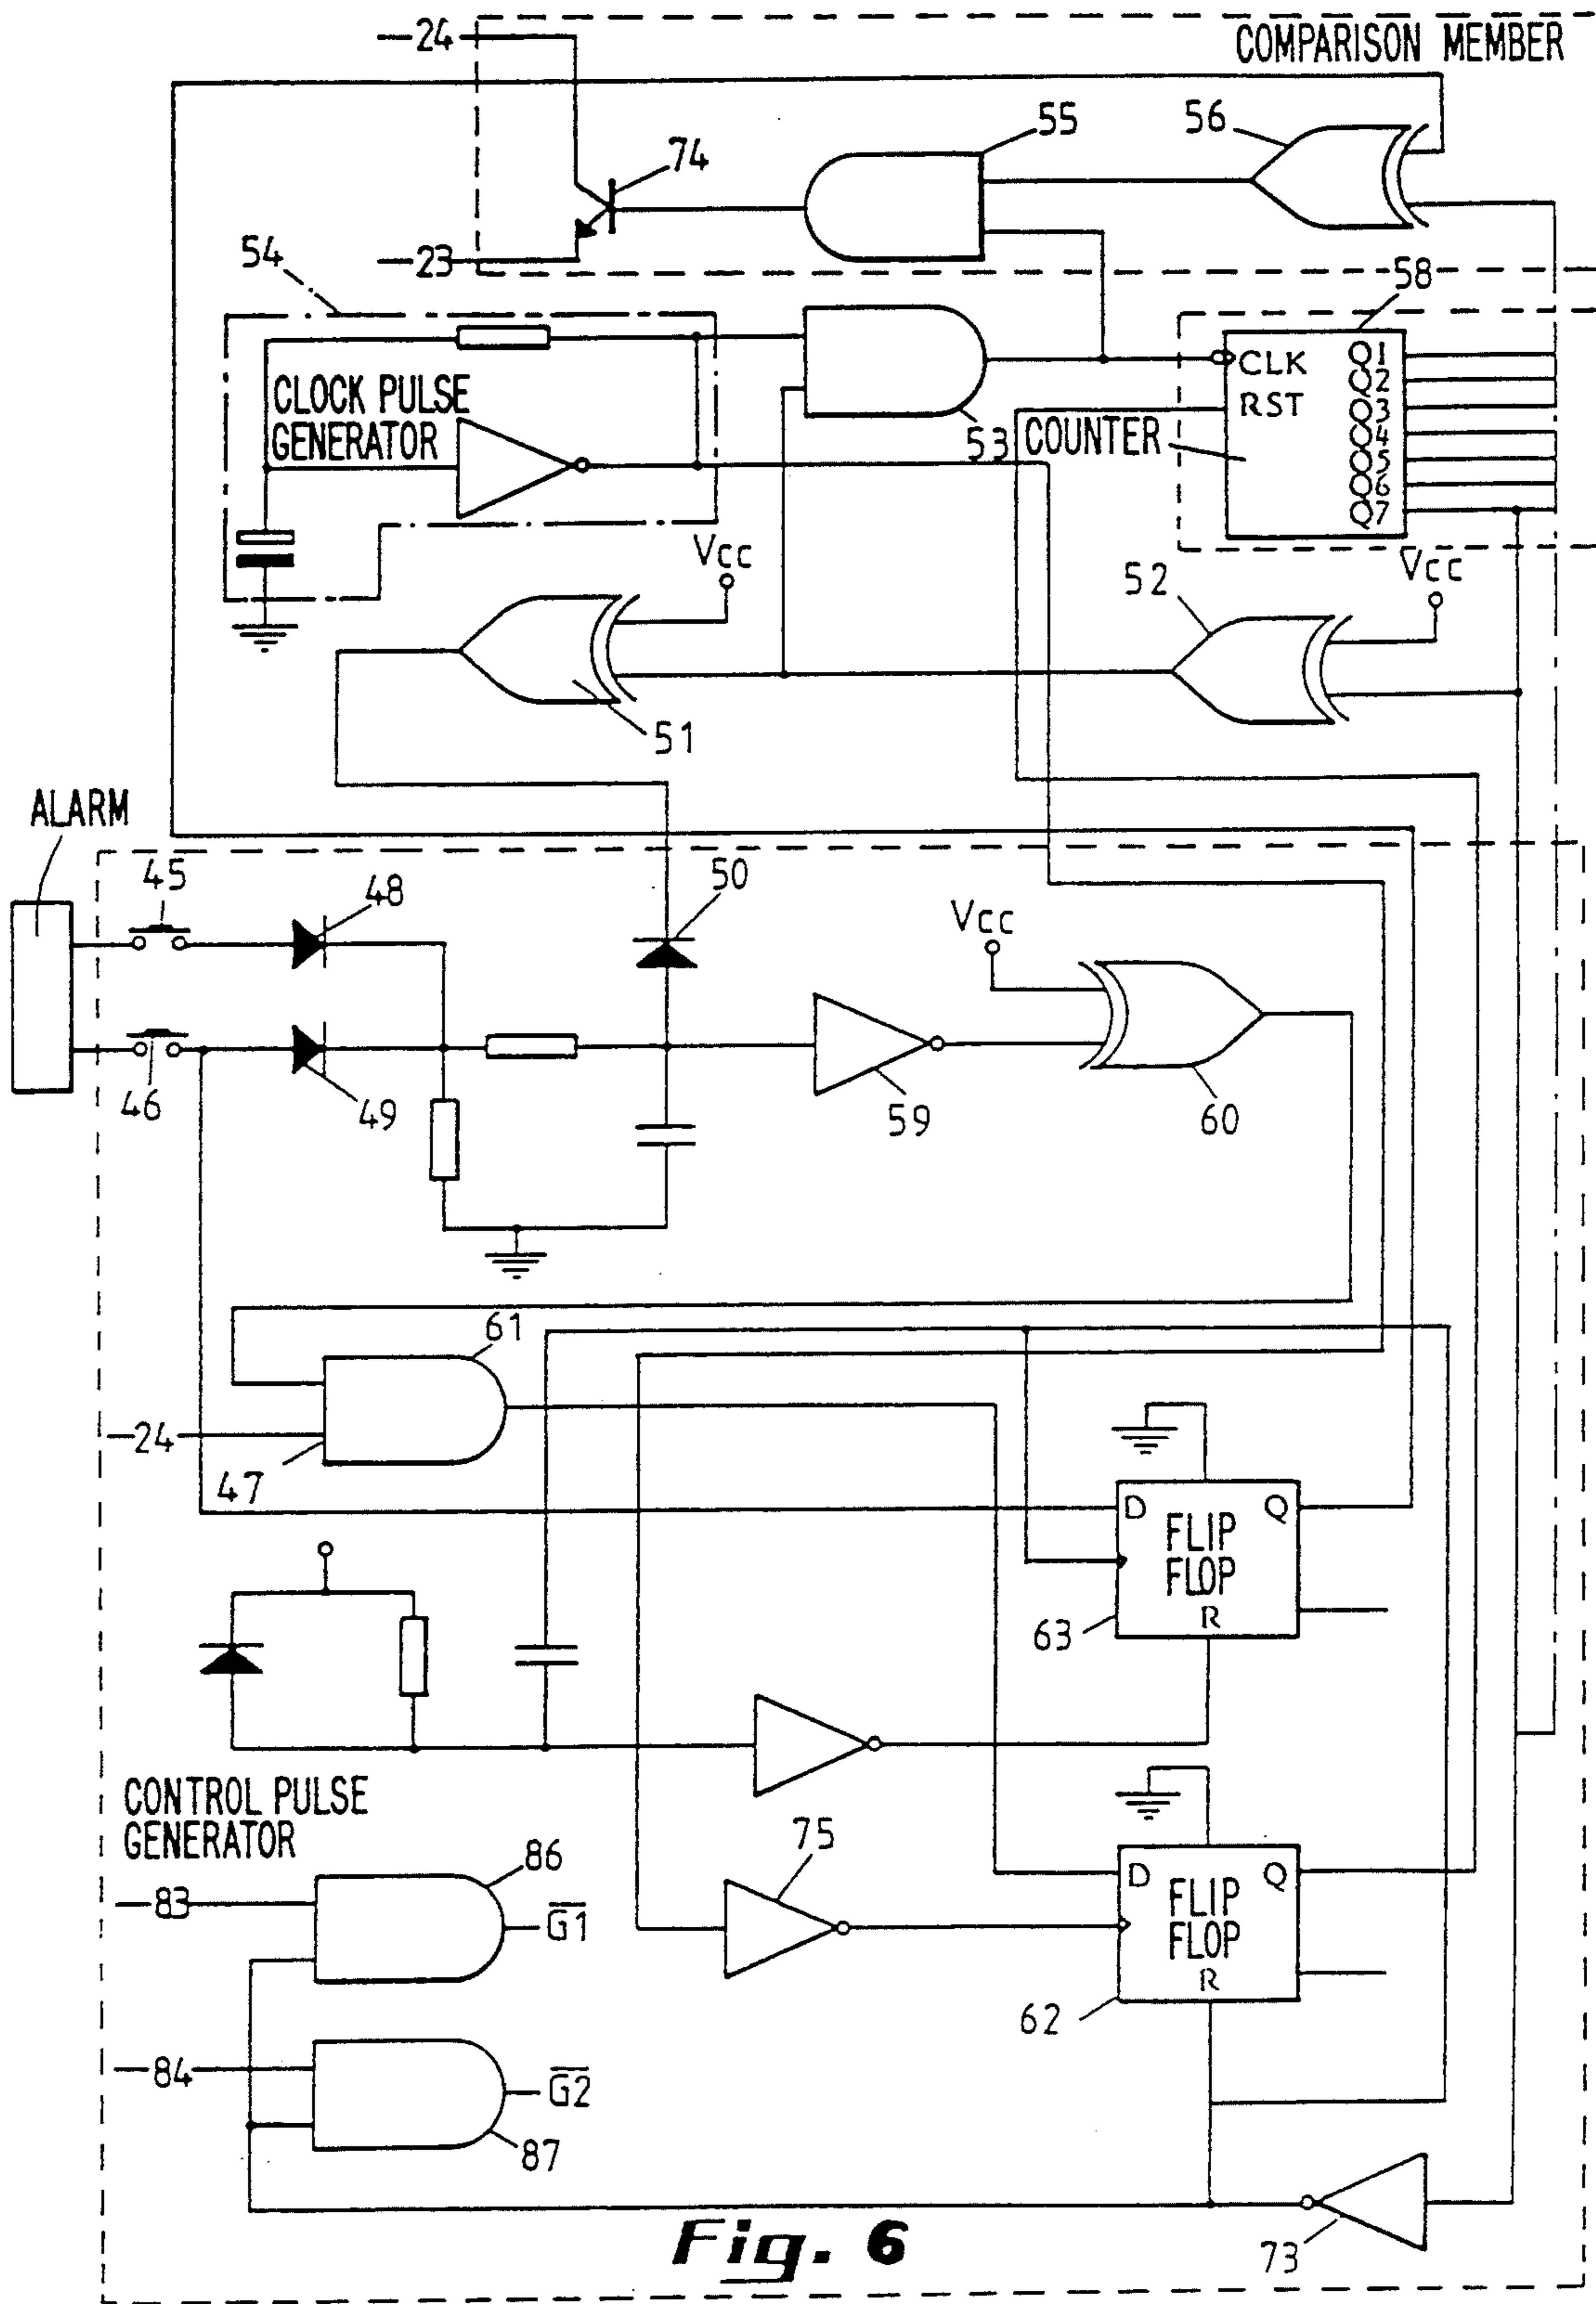 24
COMPARISON MEMBER
55
56
74
23
54
58
CLK
RST
Q1
Q2
Q3
Q4
Q5
Q6
Q7
CLOCK PULSE
GENERATOR
53
COUNTER
Vcc
Vcc
52
51
ALARM
45
48
50
Vcc
46
49
59
60
61
24
47
D
Q
FLIP
FLOP
R
63
CONTROL PULSE
GENERATOR
75
86
83
G1
D
Q
FLIP
FLOP
R
62
84
G2
87
73
Fig. 6